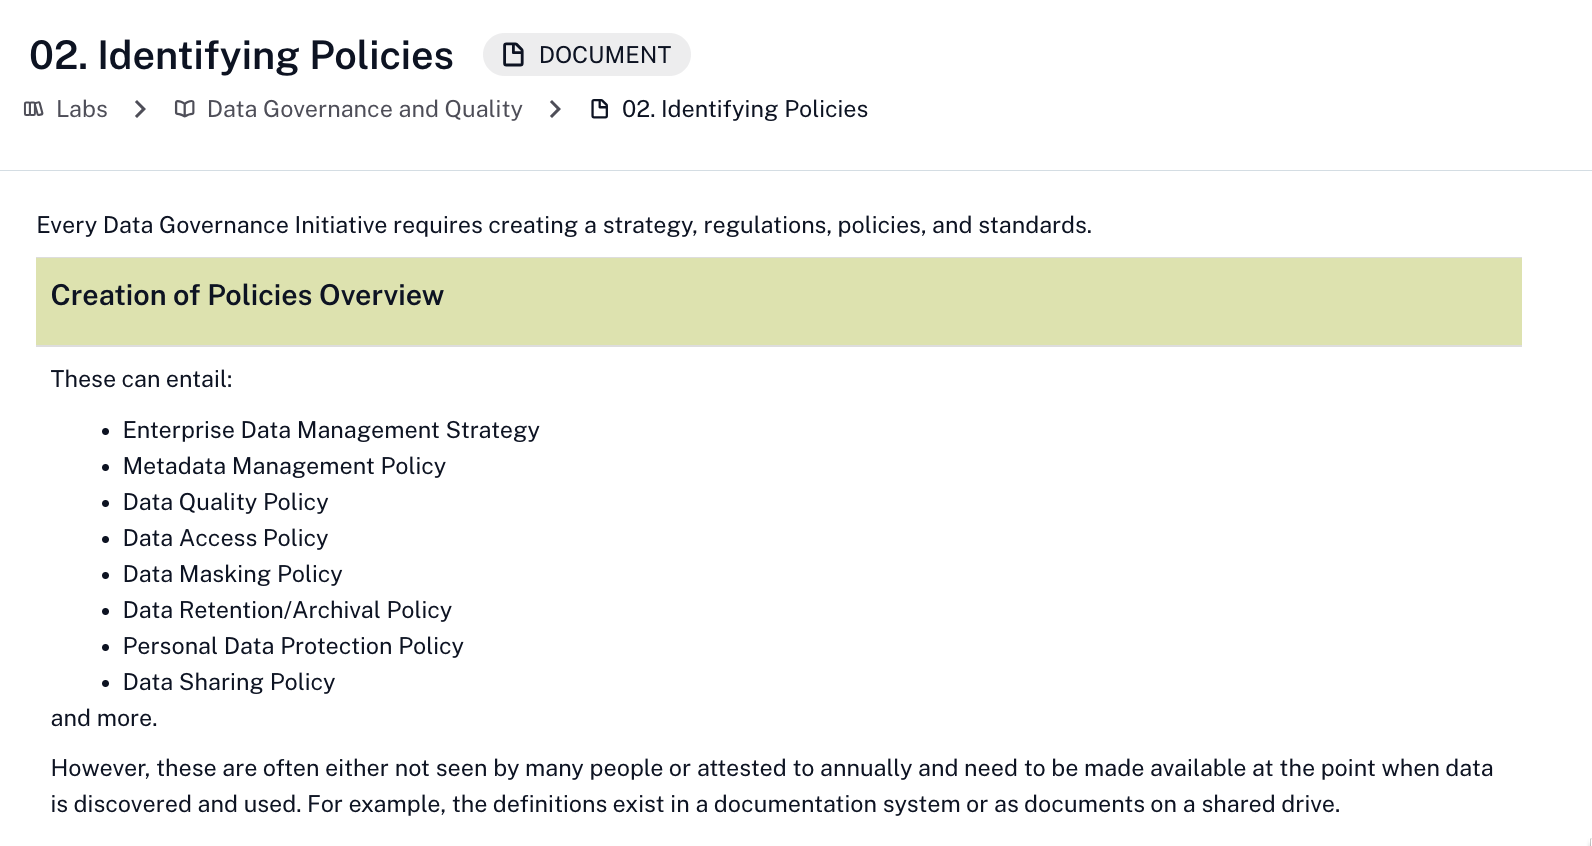 02. Identifying Policies
DOCUMENT
Labs
Data Governance and Quality
02. Identifying Policies
Every Data Governance Initiative requires creating a strategy, regulations, policies, and standards.
Creation of Policies Overview
These can entail:
• Enterprise Data Management Strategy
• Metadata Management Policy
• Data Quality Policy
• Data Access Policy
• Data Masking Policy
• Data Retention/Archival Policy
• Personal Data Protection Policy
• Data Sharing Policy
and more.
However, these are often either not seen by many people or attested to annually and need to be made available at the point when data
is discovered and used. For example, the definitions exist in a documentation system or as documents on a shared drive.